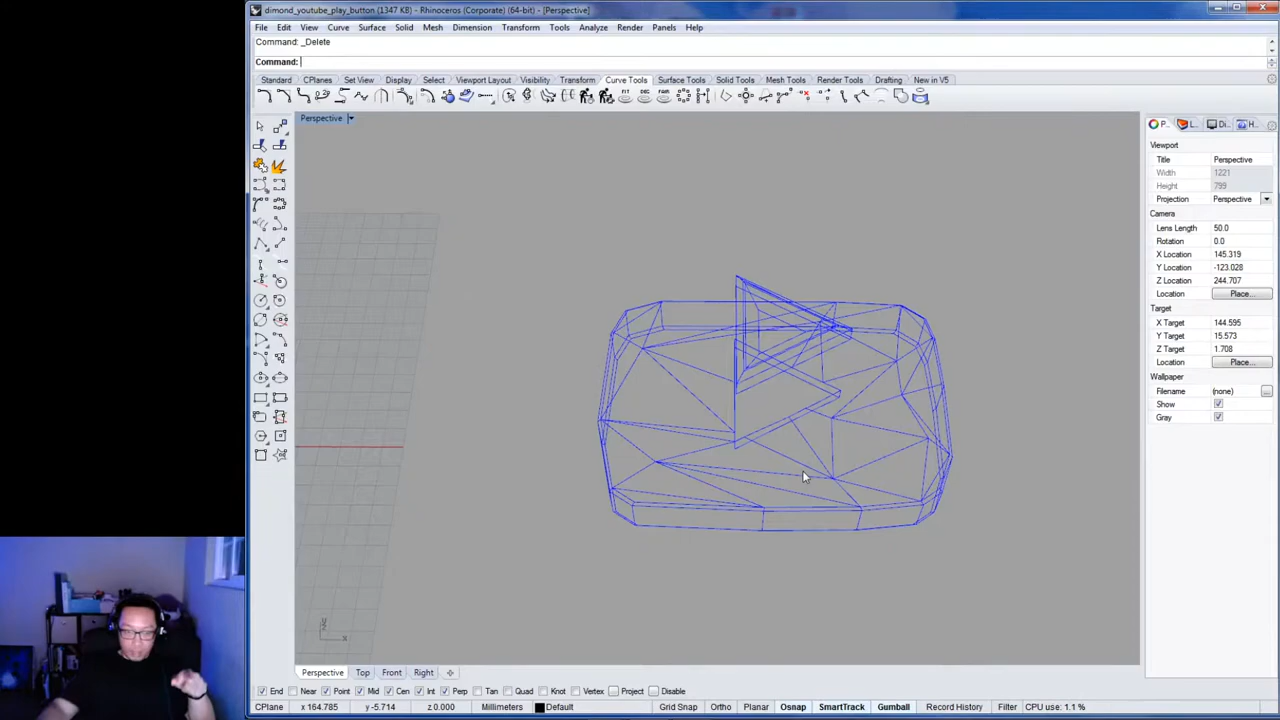 dimond_youtube_play_button (1347 KB) - Rhinoceros (Corporate) (64-bit) - [Perspective]
File Edit View Curve Surface Solid Mesh Dimension Transform Tools Analyze Render Panels Help
Command: _Delete
Command:
Standard CPlanes Set View Display Select Viewport Layout Visibility Transform Curve Tools Surface Tools Solid Tools Mesh Tools Render Tools Drafting New in V5
Perspective
P... L... Di... H...
Viewport
Title Perspective
Width 1221
Height 799
Projection Perspective
Camera
Lens Length 50.0
Rotation 0.0
X Location 145.319
Y Location -123.028
Z Location 244.707
Location Place...
Target
X Target 144.595
Y Target 15.573
Z Target 1.708
Location Place...
Wallpaper
Filename (none) ...
Show
Gray
x
Perspective Top Front Right
End Near Point Mid Cen Int Perp Tan Quad Knot Vertex Project Disable
CPlane x 164.785 y -5.714 z 0.000 Millimeters Default Grid Snap Ortho Planar Osnap SmartTrack Gumball Record History Filter CPU use: 1.1 %